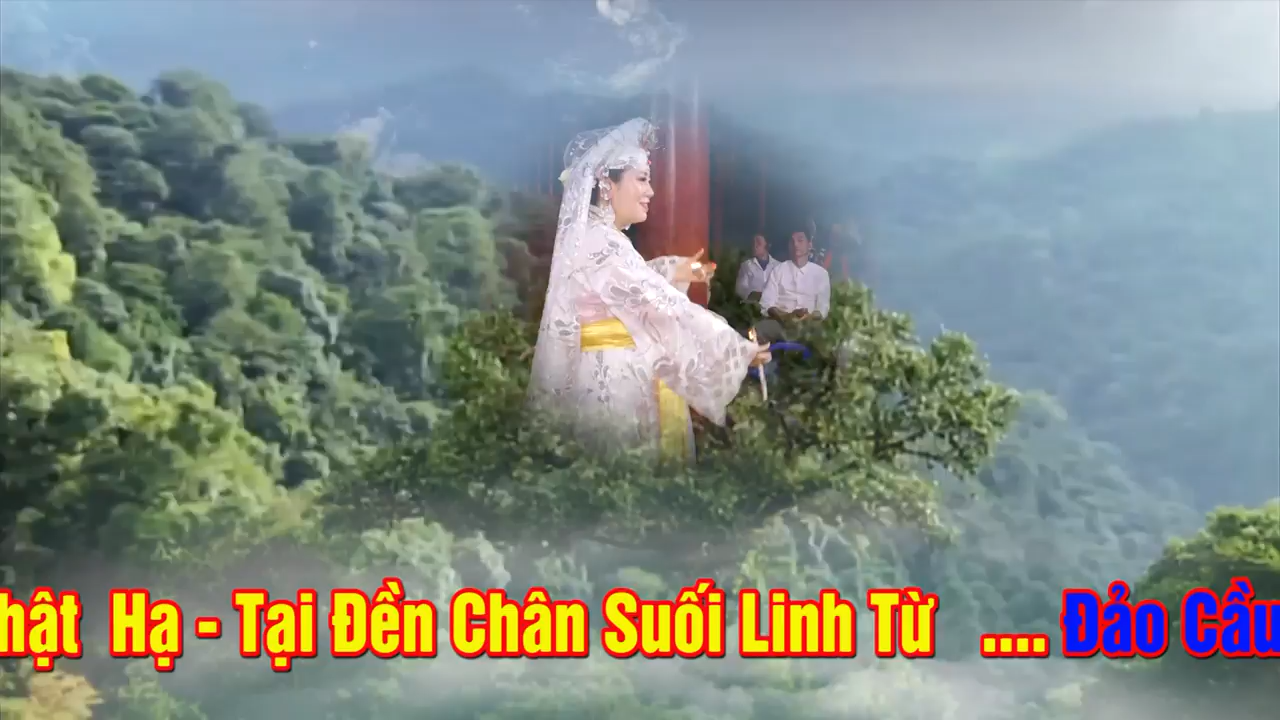 hật Hạ - Tại Đền Chân Suối Linh Từ .... Đảo Cầu